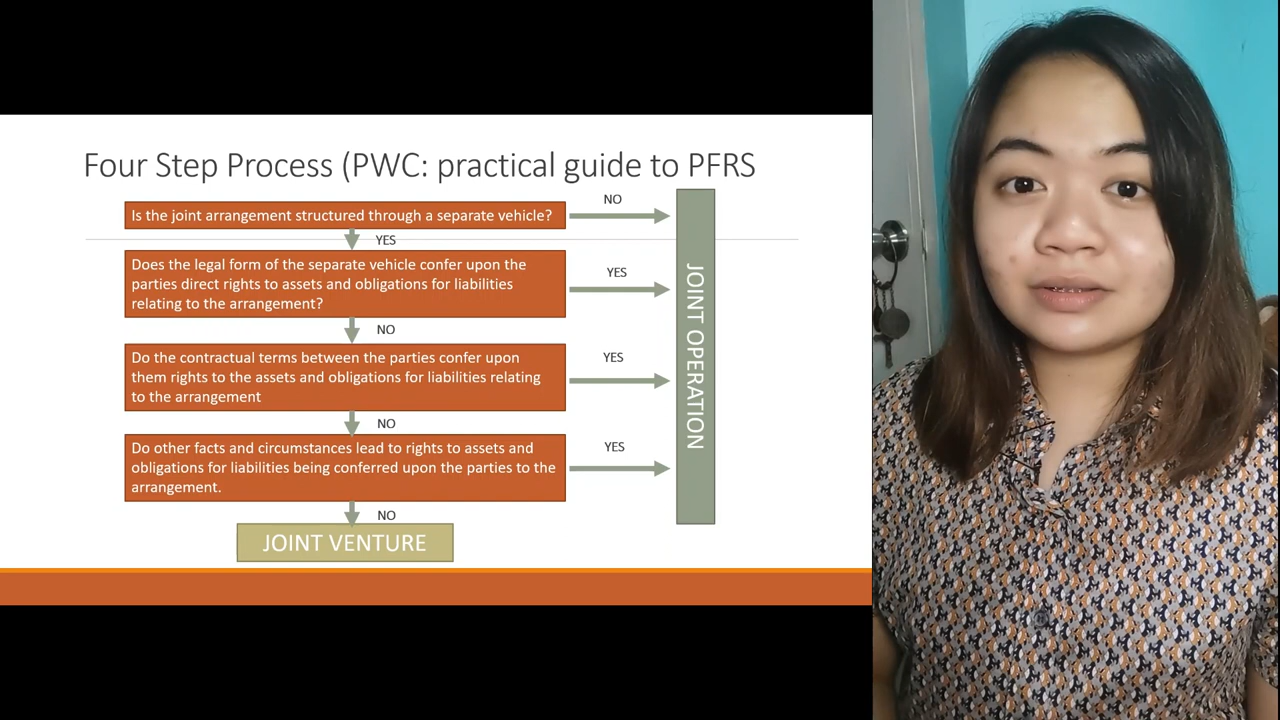 Four Step Process (PWC: practical guide to PFRS
Is the joint arrangement structured through a separate vehicle?
NO
YES
Does the legal form of the separate vehicle confer upon the
parties direct rights to assets and obligations for liabilities
relating to the arrangement?
YES
NO
Do the contractual terms between the parties confer upon
them rights to the assets and obligations for liabilities relating
to the arrangement
YES
NO
Do other facts and circumstances lead to rights to assets and
obligations for liabilities being conferred upon the parties to the
arrangement.
YES
NO
JOINT VENTURE
JOINT OPERATION